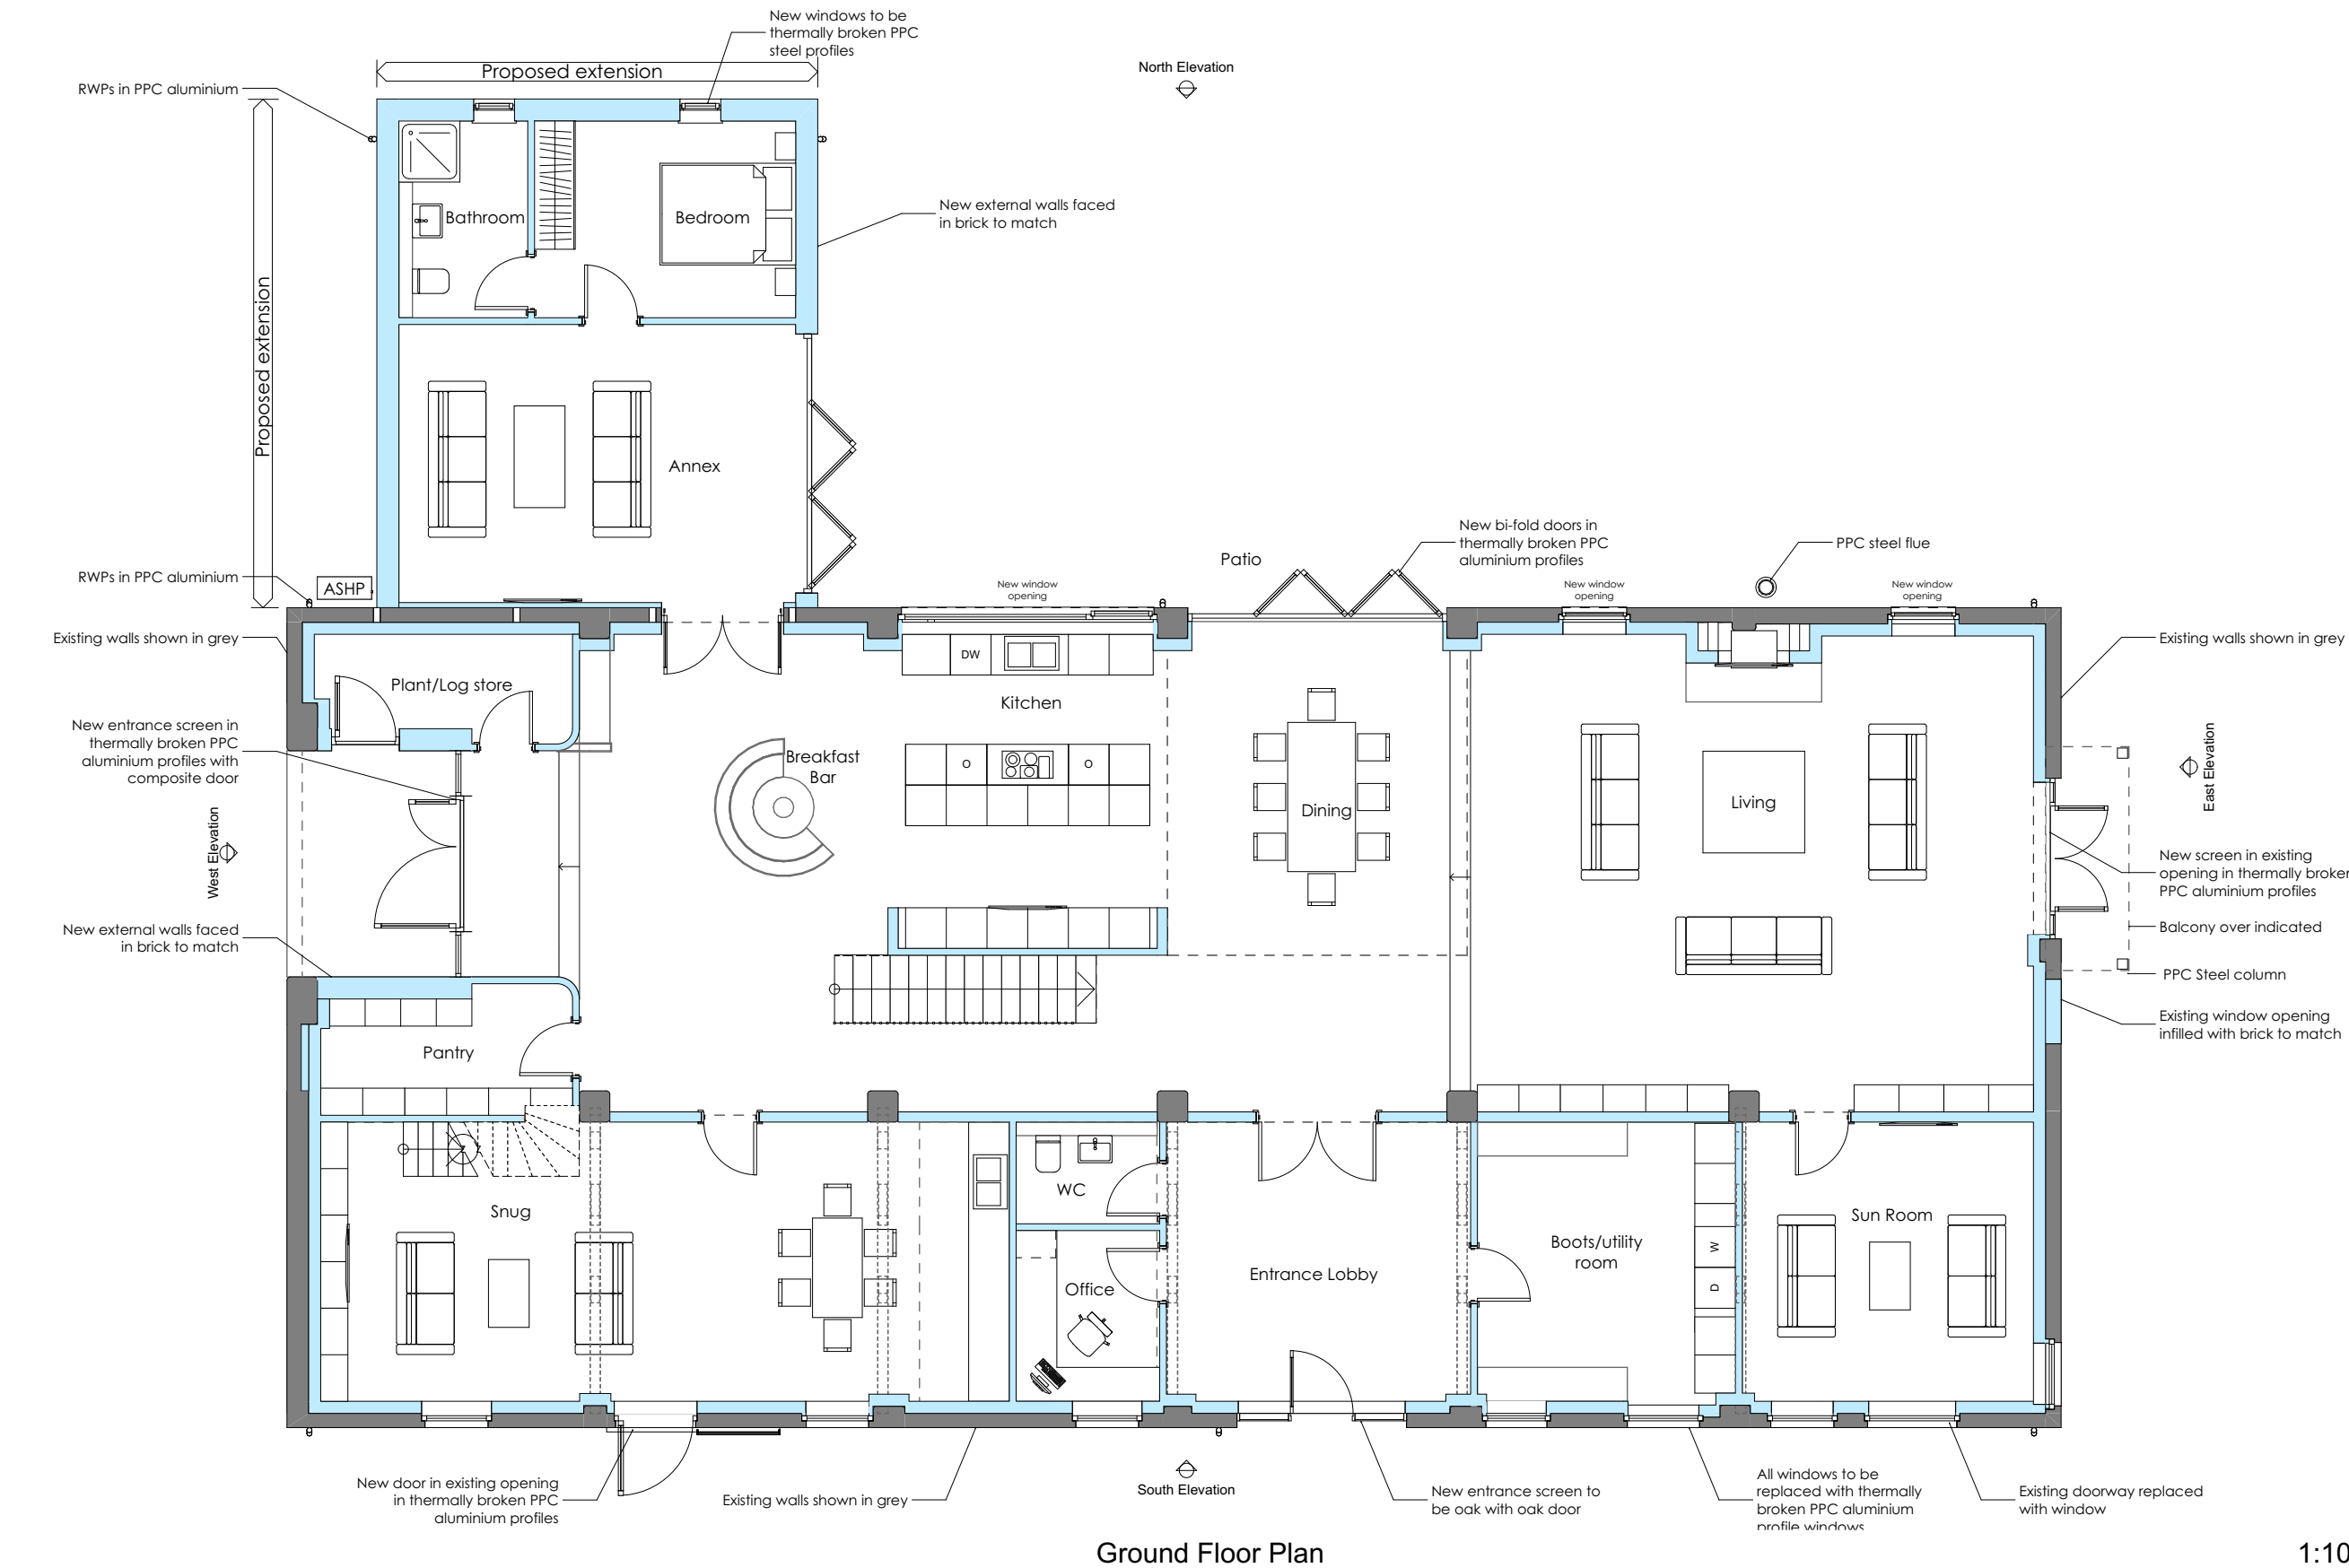 New windows to be
thermally broken PPC
steel profiles
Proposed extension
North Elevation
RWPs in PPC aluminium
Proposed extension
Bathroom
Bedroom
New external walls faced
in brick to match
Annex
New bi-fold doors in
thermally broken PPC
aluminium profiles
Patio
PPC steel flue
RWPs in PPC aluminium
ASHP
New window
opening
New window
opening
New window
opening
Existing walls shown in grey
Existing walls shown in grey
DW
Plant/Log store
Kitchen
New entrance screen in
thermally broken PPC
aluminium profiles with
composite door
Breakfast
Bar
O
O
Dining
Living
East Elevation
West Elevation
New screen in existing
opening in thermally broken
PPC aluminium profiles
Balcony over indicated
New external walls faced
in brick to match
PPC Steel column
Existing window opening
infilled with brick to match
Pantry
Snug
WC
Office
Entrance Lobby
Boots/utility
room
W
D
Sun Room
New door in existing opening
in thermally broken PPC
aluminium profiles
Existing walls shown in grey
South Elevation
New entrance screen to
be oak with oak door
All windows to be
replaced with thermally
broken PPC aluminium
profile windows
Existing doorway replaced
with window
Ground Floor Plan
1:10